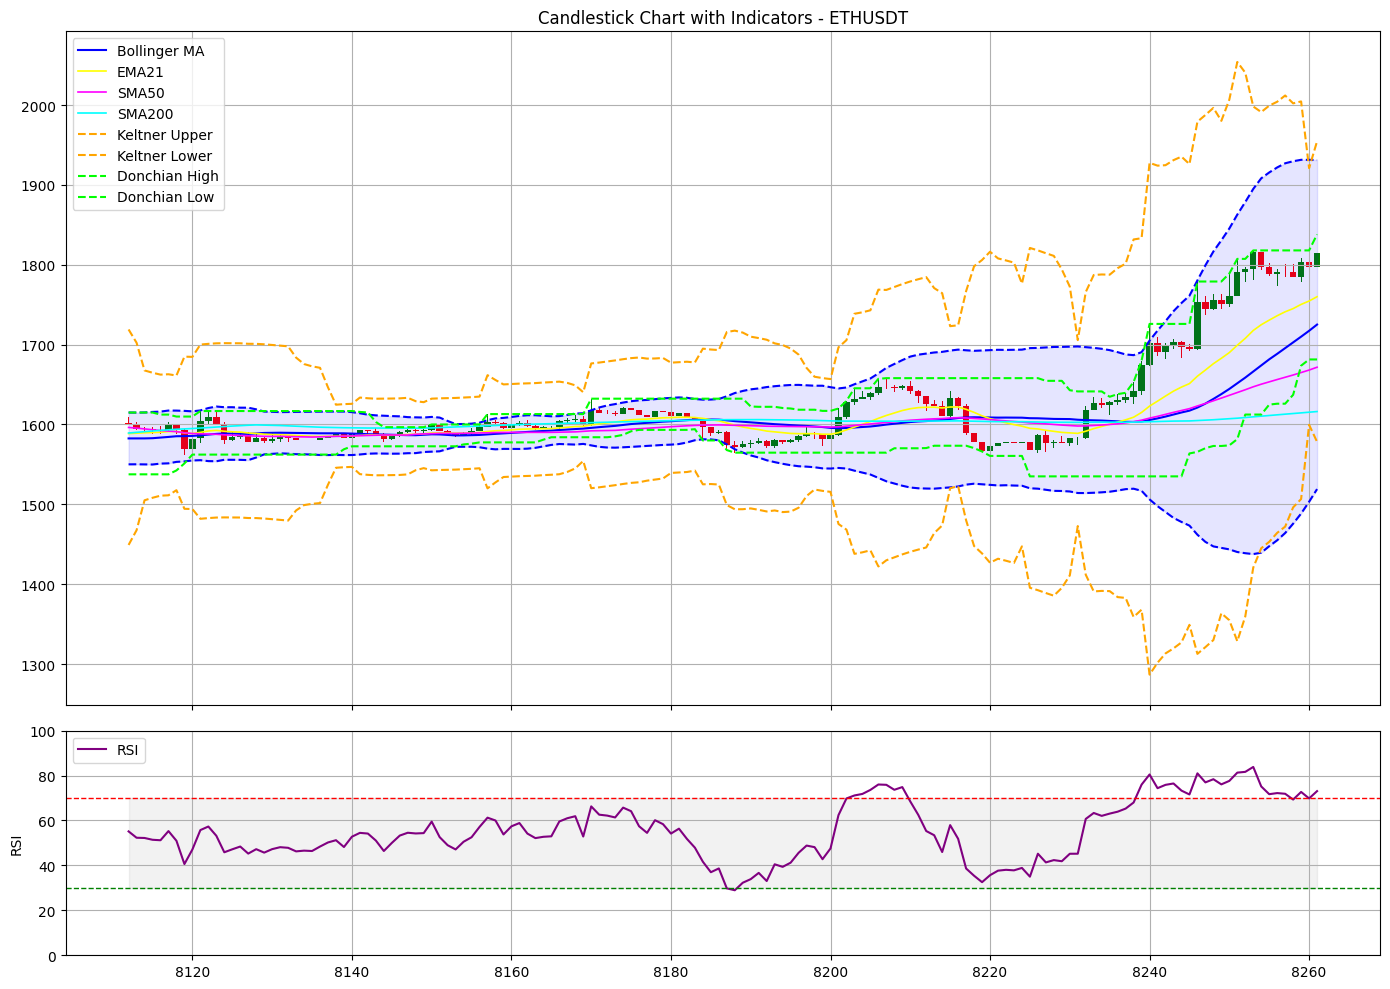 Candlestick Chart with Indicators - ETHUSDT
Bollinger MA
EMA21
SMA50
SMA200
Keltner Upper
Keltner Lower
Donchian High
Donchian Low
2000
1900
1800
1700
1600
1500
1400
1300
RSI
100
80
60
40
20
0
RSI
8120 8140 8160 8180 8200 8220 8240 8260